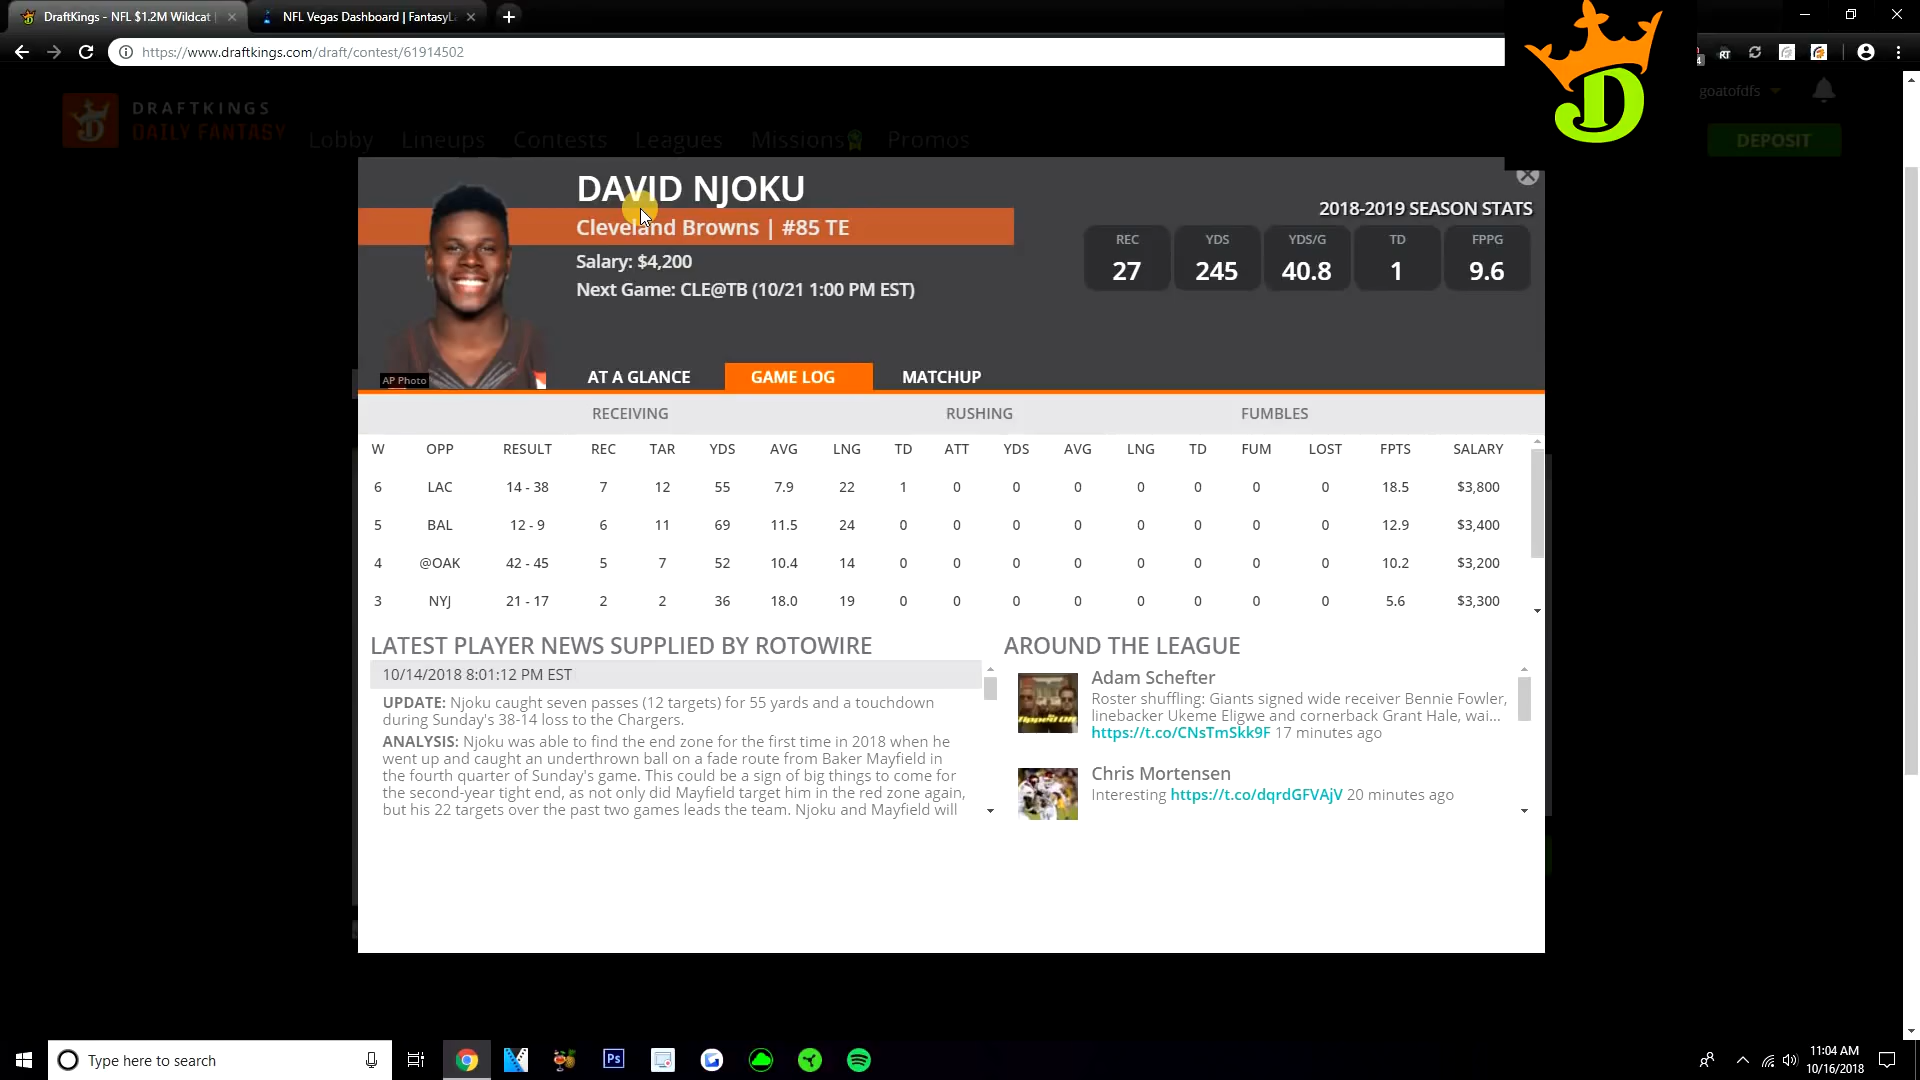 DraftKings - NFL $1.2M Wildcat
NFL Vegas Dashboard | FantasyL
https://www.draftkings.com/draft/contest/61914502
RT
DRAFTKINGS
DAILY FANTASY
Lobby Lineups Contests Leagues Missions Promos
goatofdfs
DEPOSIT
D
DAVID NJOKU
Cleveland Browns | #85 TE
Salary: $4,200
Next Game: CLE@TB (10/21 1:00 PM EST)
AP Photo
2018-2019 SEASON STATS
REC YDS YDS/G TD FPPG
27 245 40.8 1 9.6
AT A GLANCE GAME LOG MATCHUP
RECEIVING RUSHING FUMBLES
W OPP RESULT REC TAR YDS AVG LNG TD ATT YDS AVG LNG TD FUM LOST FPTS SALARY
6 LAC 14 - 38 7 12 55 7.9 22 1 0 0 0 0 0 0 0 18.5 $3,800
5 BAL 12 - 9 6 11 69 11.5 24 0 0 0 0 0 0 0 0 12.9 $3,400
4 @OAK 42 - 45 5 7 52 10.4 14 0 0 0 0 0 0 0 0 10.2 $3,200
3 NYJ 21 - 17 2 2 36 18.0 19 0 0 0 0 0 0 0 0 5.6 $3,300
LATEST PLAYER NEWS SUPPLIED BY ROTOWIRE
10/14/2018 8:01:12 PM EST
UPDATE: Njoku caught seven passes (12 targets) for 55 yards and a touchdown
during Sunday's 38-14 loss to the Chargers.
ANALYSIS: Njoku was able to find the end zone for the first time in 2018 when he
went up and caught an underthrown ball on a fade route from Baker Mayfield in
the fourth quarter of Sunday's game. This could be a sign of big things to come for
the second-year tight end, as not only did Mayfield target him in the red zone again,
but his 22 targets over the past two games leads the team. Njoku and Mayfield will
AROUND THE LEAGUE
Adam Schefter
Roster shuffling: Giants signed wide receiver Bennie Fowler,
linebacker Ukeme Eligwe and cornerback Grant Hale, wai...
https://t.co/CNsTmSkk9F 17 minutes ago
Chris Mortensen
Interesting https://t.co/dqrdGFVAjV 20 minutes ago
Type here to search
Ps
11:04 AM
10/16/2018